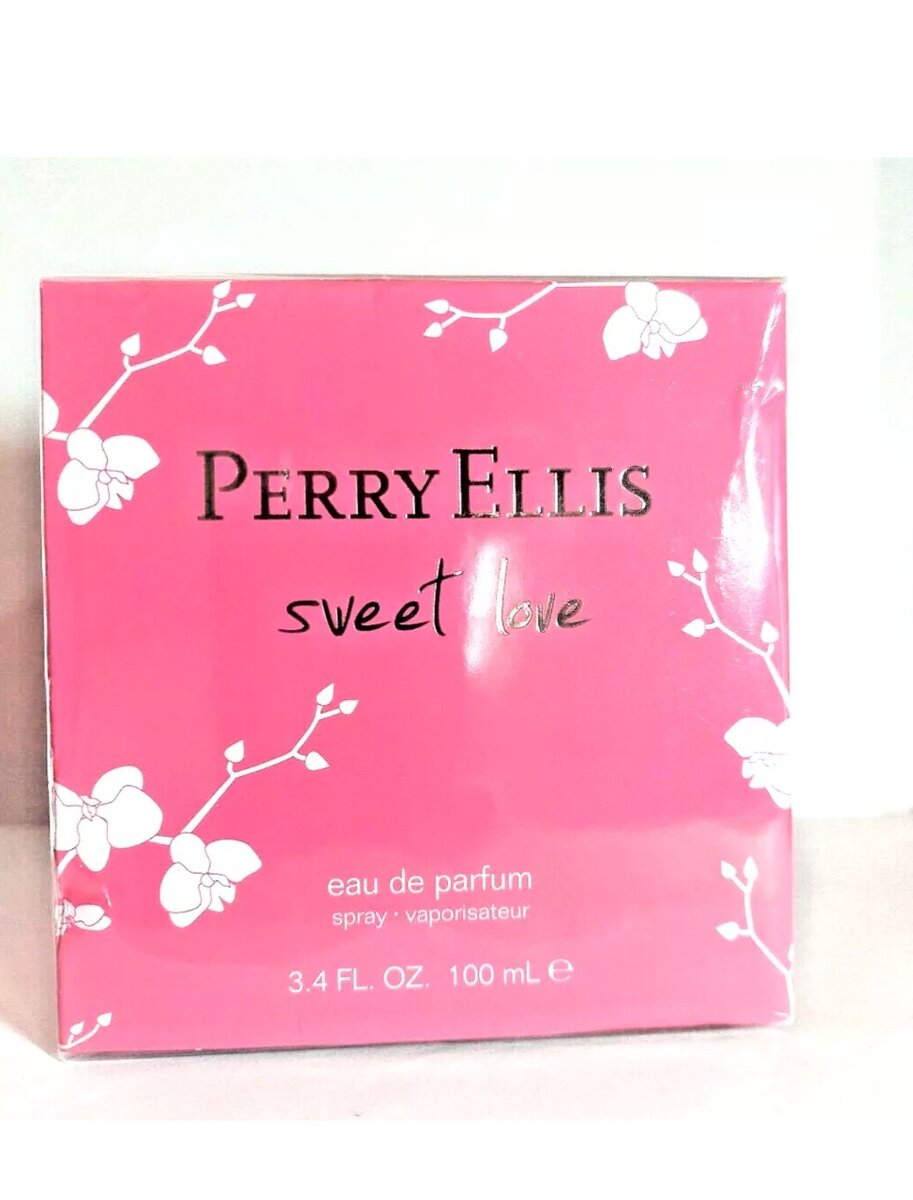 PERRY ELLIS
sweet love
eau de parfum
spray · vaporisateur
3.4 FL. OZ. 100 mL ℮